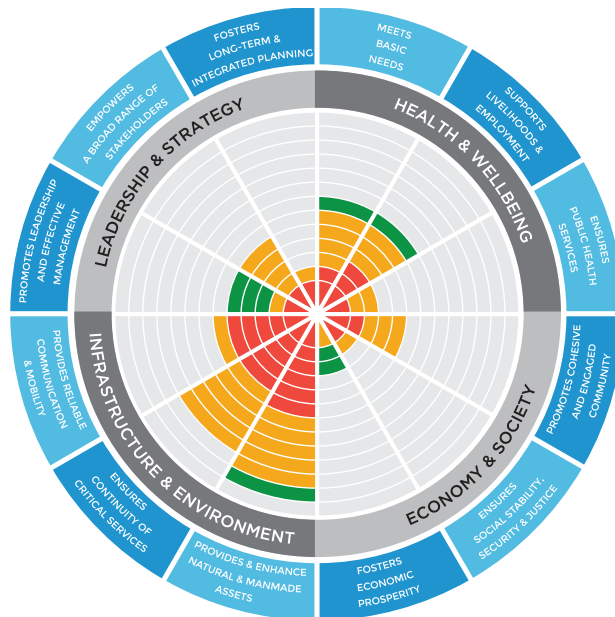 FOSTERS
LONG-TERM &
INTEGRATED PLANNING
MEETS
BASIC
NEEDS
SUPPORTS
LIVELIHOODS &
EMPLOYMENT
ENSURES
PUBLIC HEALTH
SERVICES
PROMOTES COHESIVE
AND ENGAGED
COMMUNITY
ENSURES
SOCIAL STABILITY,
SECURITY & JUSTICE
FOSTERS
ECONOMIC
PROSPERITY
PROVIDES & ENHANCE
NATURAL & MANMADE
ASSETS
ENSURES
CONTINUITY OF
CRITICAL SERVICES
PROVIDES RELIABLE
COMMUNICATION
& MOBILITY
PROMOTES LEADERSHIP
AND EFFECTIVE
MANAGEMENT
EMPOWERS
A BROAD RANGE OF
STAKEHOLDERS
LEADERSHIP & STRATEGY
HEALTH & WELLBEING
ECONOMY & SOCIETY
INFRASTRUCTURE & ENVIRONMENT